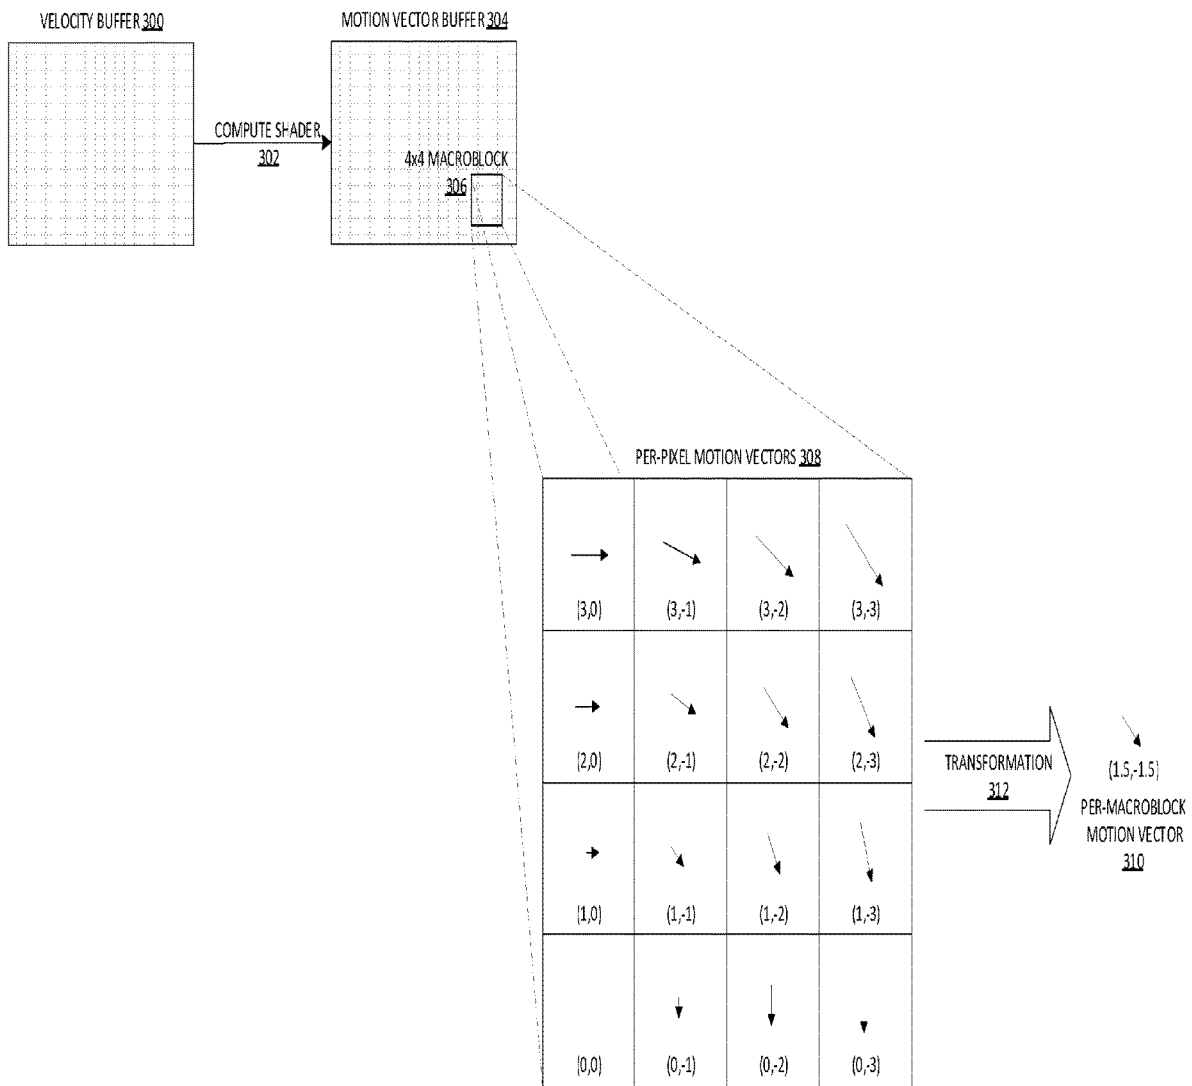 VELOCITY BUFFER 300
MOTION VECTOR BUFFER 304
COMPUTE SHADER
302
4x4 MACROBLOCK
306
PER-PIXEL MOTION VECTORS 308
(3,0) (3,-1) (3,-2) (3,-3)
(2,0) (2,-1) (2,-2) (2,-3)
TRANSFORMATION
312
(1.5,-1.5)
PER-MACROBLOCK
MOTION VECTOR
310
(1,0) (1,-1) (1,-2) (1,-3)
(0,0) (0,-1) (0,-2) (0,-3)